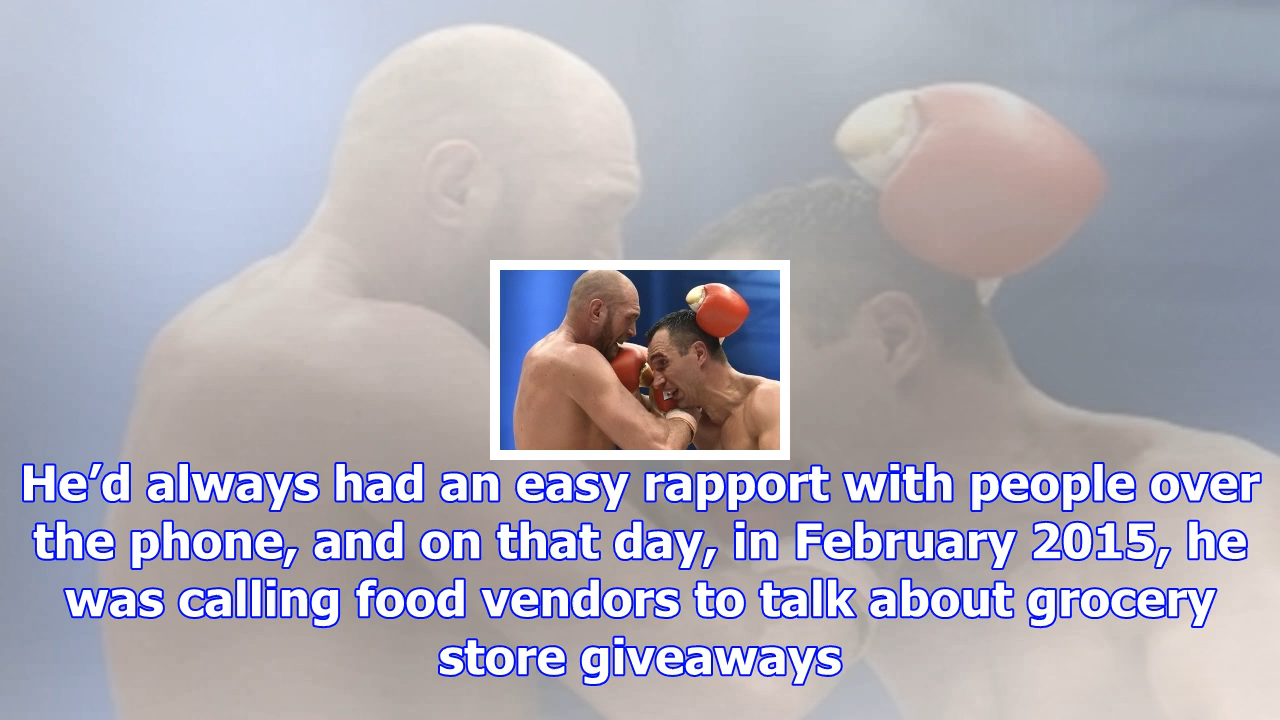 He’d always had an easy rapport with people over
the phone, and on that day, in February 2015, he
was calling food vendors to talk about grocery
store giveaways